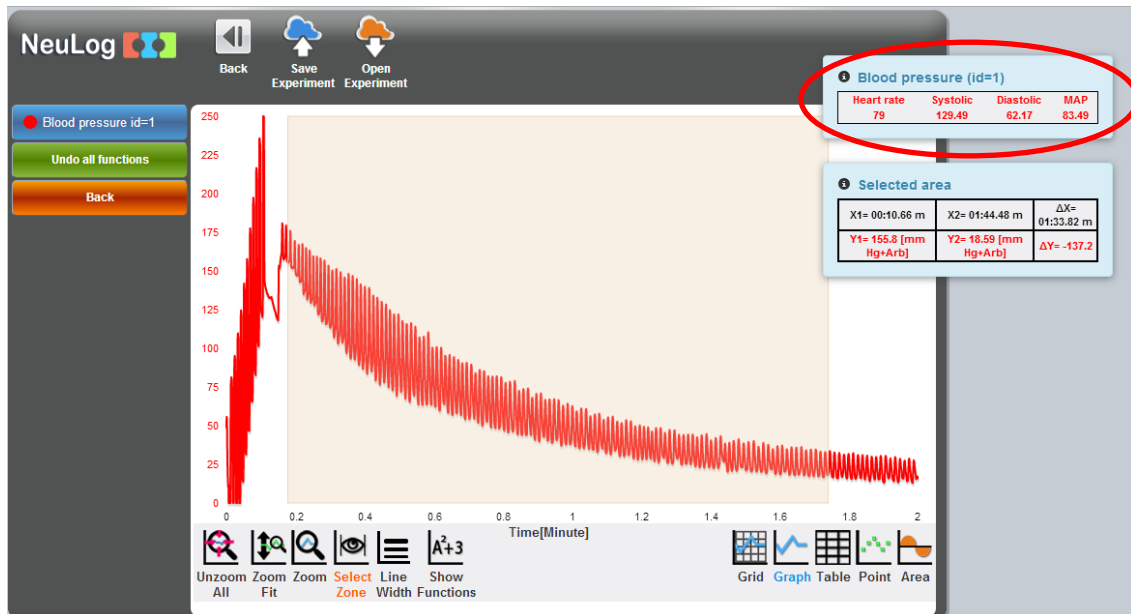 NeuLog
Back
Save Experiment
Open Experiment
Blood pressure id=1
Undo all functions
Back
Blood pressure (id=1)
Heart rate Systolic Diastolic MAP
79 129.49 62.17 83.49
Selected area
X1= 00:10.66 m X2= 01:44.48 m ΔX= 01:33.82 m
Y1= 155.8 [mm Hg+Arb] Y2= 18.59 [mm Hg+Arb] ΔY= -137.2
250
225
200
175
150
125
100
75
50
25
0
0 0.2 0.4 0.6 0.8 1 1.2 1.4 1.6 1.8 2
Time[Minute]
A²+3
Unzoom All
Zoom Fit
Zoom
Select Zone
Line Width
Show Functions
Grid
Graph
Table
Point
Area